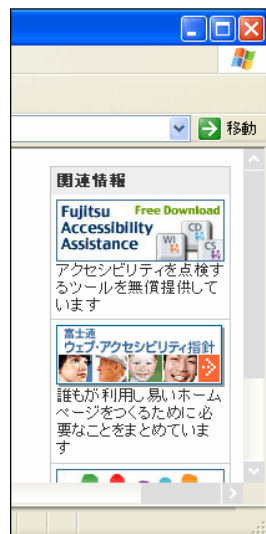 移動
関連情報
Fujitsu Free Download
Accessibility
Assistance
WI
CD
CS
アクセシビリティを点検す
るツールを無償提供して
います
富士通
ウェブ・アクセシビリティ指針
誰もが利用し易いホーム
ページをつくるために必
要なことをまとめていま
す